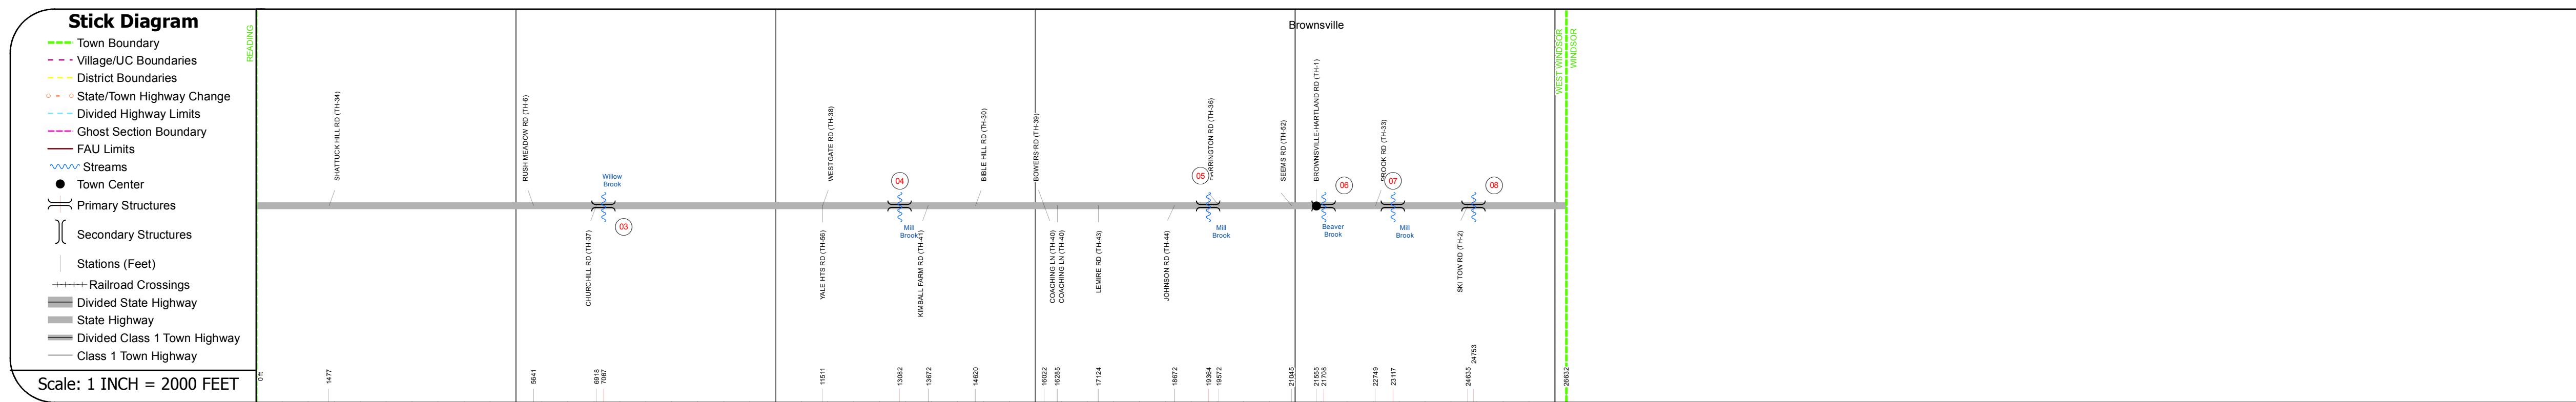 Stick Diagram
Town Boundary
Village/UC Boundaries
District Boundaries
State/Town Highway Change
Divided Highway Limits
Ghost Section Boundary
FAU Limits
Streams
Town Center
Primary Structures
Secondary Structures
Stations (Feet)
Railroad Crossings
Divided State Highway
State Highway
Divided Class 1 Town Highway
Class 1 Town Highway
Scale: 1 INCH = 2000 FEET
READING
Brownsville
WEST WINDSOR
WINDSOR
SHATTUCK HILL RD (TH-34)
RUSH MEADOW RD (TH-6)
WESTGATE RD (TH-38)
BIBLE HILL RD (TH-30)
BOWERS RD (TH-39)
HARRINGTON RD (TH-36)
SEEMS RD (TH-52)
BROWNSVILLE-HARTLAND RD (TH-1)
BROOK RD (TH-33)
Willow
Brook
03
04
05
06
07
08
Mill
Brook
Mill
Brook
Beaver
Brook
Mill
Brook
CHURCHILL RD (TH-37)
YALE HTS RD (TH-56)
KIMBALL FARM RD (TH-41)
COACHING LN (TH-40)
COACHING LN (TH-40)
LEMIRE RD (TH-43)
JOHNSON RD (TH-44)
SKI TOW RD (TH-2)
0 ft
1477
5641
6918
7067
11511
13082
13672
14620
16022
16285
17124
18672
19364
19572
21045
21555
21708
22749
23117
24635
24753
26632